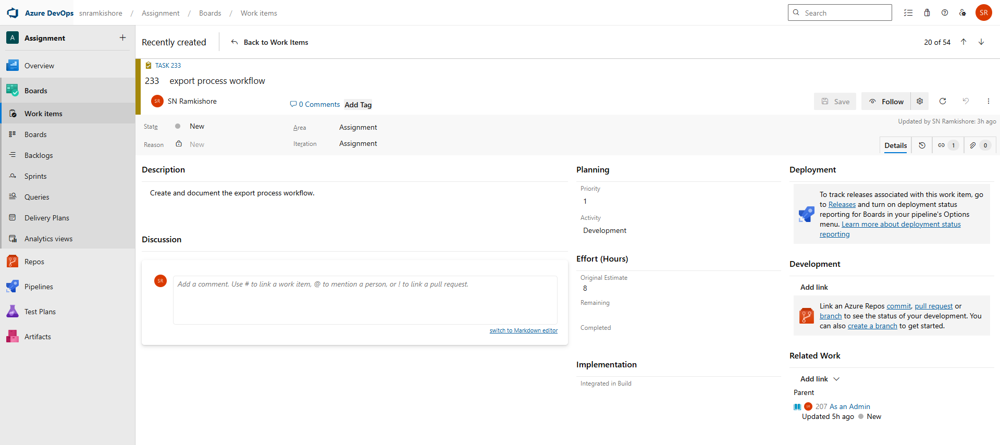 Azure DevOps snramkishore / Assignment / Boards / Work items
Search
SR
A Assignment
Overview
Boards
Work items
Boards
Backlogs
Sprints
Queries
Delivery Plans
Analytics views
Repos
Pipelines
Test Plans
Artifacts
Recently created
Back to Work Items
20 of 54
TASK 233
233 export process workflow
SR SN Ramkishore
0 Comments Add Tag
Save
Follow
State New
Area Assignment
Updated by SN Ramkishore: 3h ago
Reason New
Iteration Assignment
Details 1 0
Description
Create and document the export process workflow.
Discussion
SR
Add a comment. Use # to link a work item, @ to mention a person, or ! to link a pull request.
switch to Markdown editor
Planning
Priority
1
Activity
Development
Effort (Hours)
Original Estimate
8
Remaining
Completed
Implementation
Integrated in Build
Deployment
To track releases associated with this work item, go
to Releases and turn on deployment status
reporting for Boards in your pipeline's Options
menu. Learn more about deployment status
reporting
Development
Add link
Link an Azure Repos commit, pull request or
branch to see the status of your development. You
can also create a branch to get started.
Related Work
Add link
Parent
SR 207 As an Admin
Updated 5h ago New